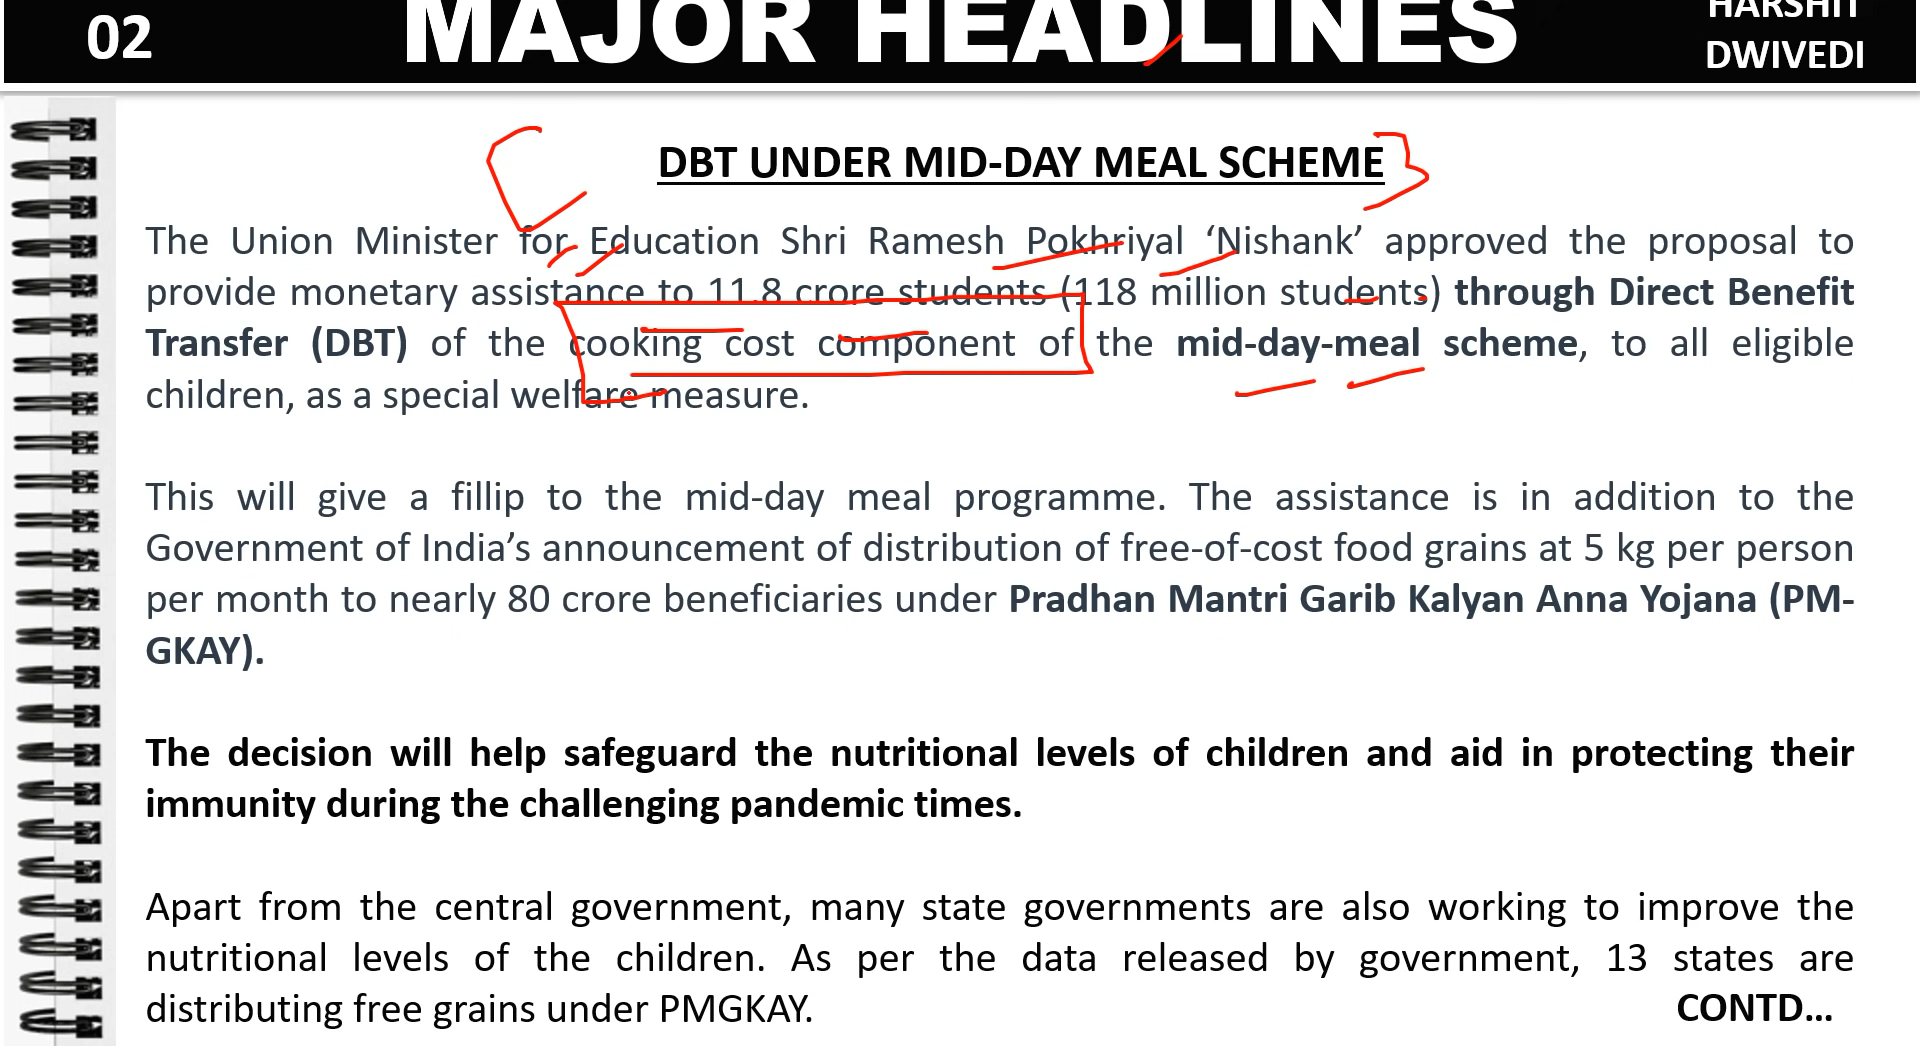 02
MAJOR HEADLINES
HARSHIT
DWIVEDI
DBT UNDER MID-DAY MEAL SCHEME
The Union Minister for Education Shri Ramesh Pokhriyal ‘Nishank’ approved the proposal to
provide monetary assistance to 11.8 crore students (118 million students) through Direct Benefit
Transfer (DBT) of the cooking cost component of the mid-day-meal scheme, to all eligible
children, as a special welfare measure.
This will give a fillip to the mid-day meal programme. The assistance is in addition to the
Government of India’s announcement of distribution of free-of-cost food grains at 5 kg per person
per month to nearly 80 crore beneficiaries under Pradhan Mantri Garib Kalyan Anna Yojana (PM-
GKAY).
The decision will help safeguard the nutritional levels of children and aid in protecting their
immunity during the challenging pandemic times.
Apart from the central government, many state governments are also working to improve the
nutritional levels of the children. As per the data released by government, 13 states are
distributing free grains under PMGKAY.
CONTD...